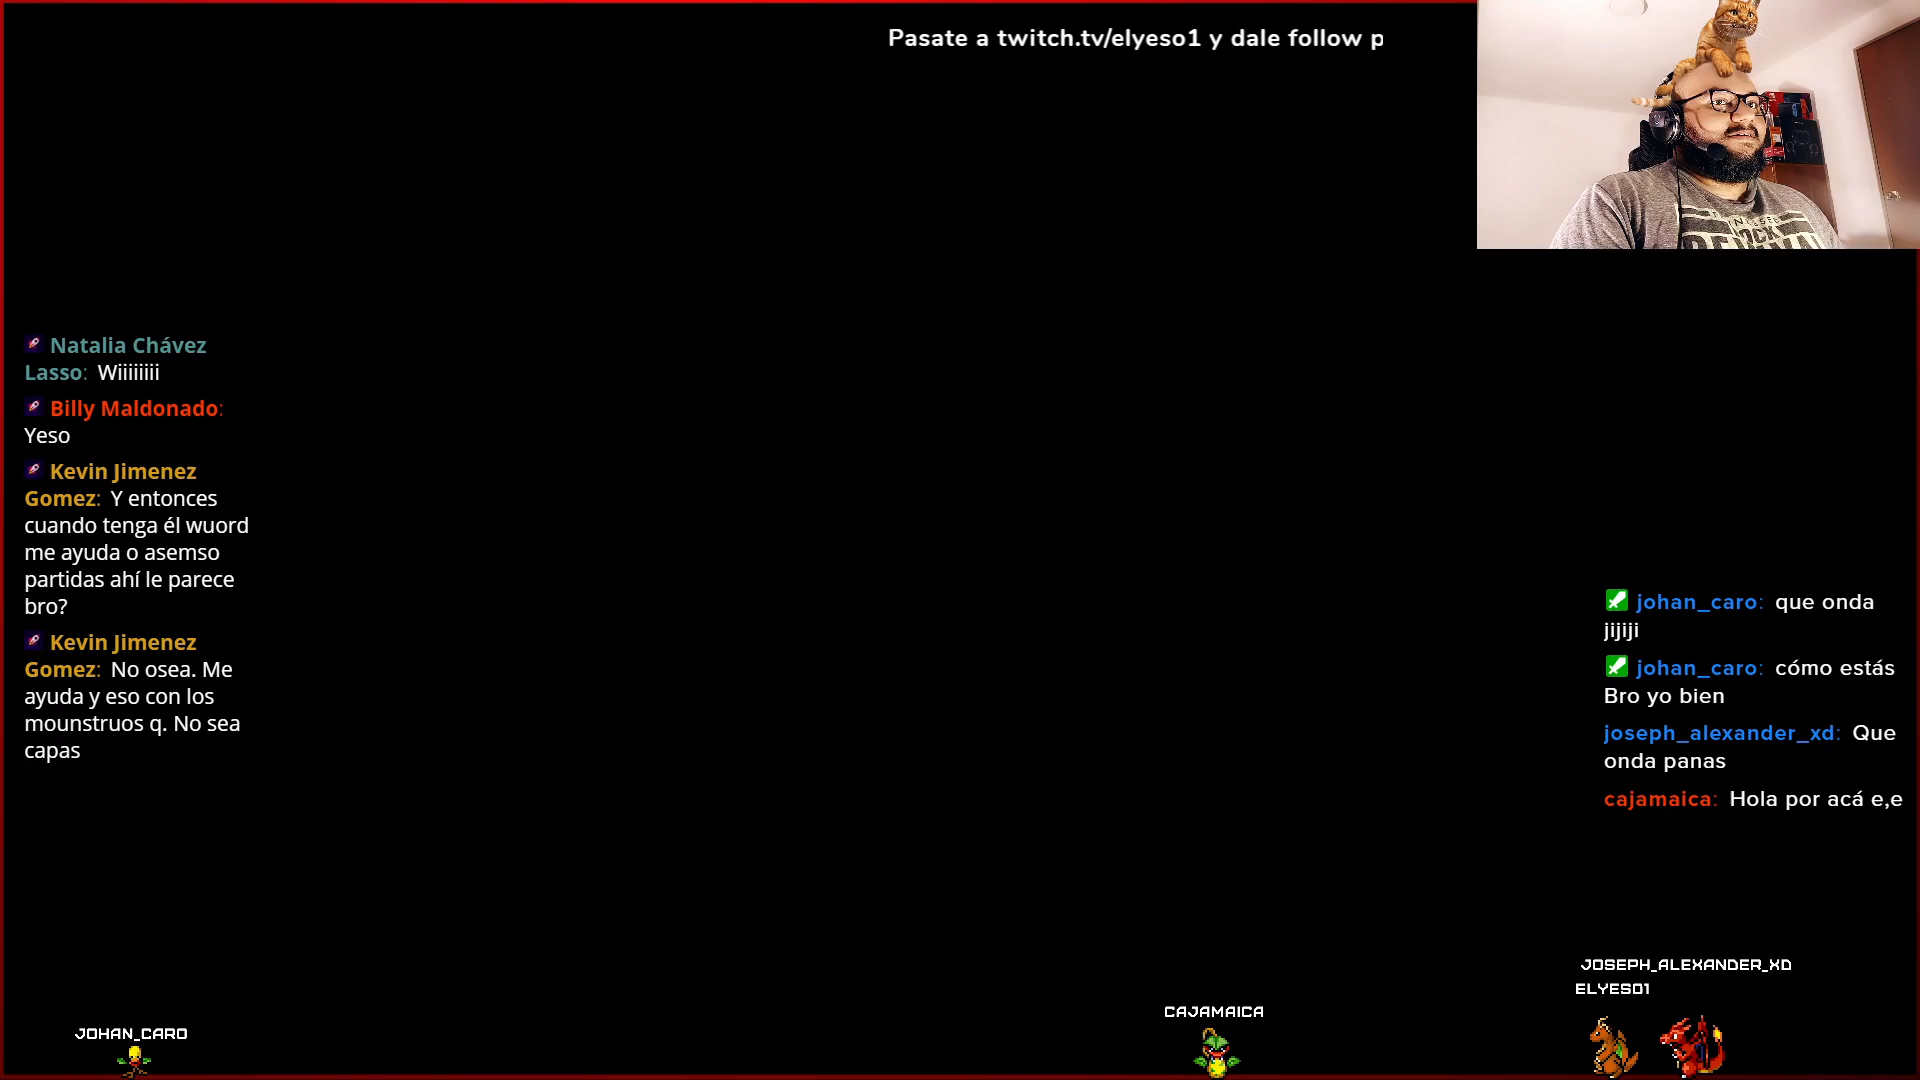 Pasate a twitch.tv/elyeso1 y dale follow p
Natalia Chávez
Lasso: Wiiiiiiii
Billy Maldonado:
Yeso
Kevin Jimenez
Gomez: Y entonces
cuando tenga él wuord
me ayuda o asemso
partidas ahí le parece
bro?
Kevin Jimenez
Gomez: No osea. Me
ayuda y eso con los
mounstruos q. No sea
capas
johan_caro: que onda
jijiji
johan_caro: cómo estás
Bro yo bien
joseph_alexander_xd: Que
onda panas
cajamaica: Hola por acá e,e
JOSEPH_ALEXANDER_XD
ELYESO1
CAJAMAICA
JOHAN_CARO